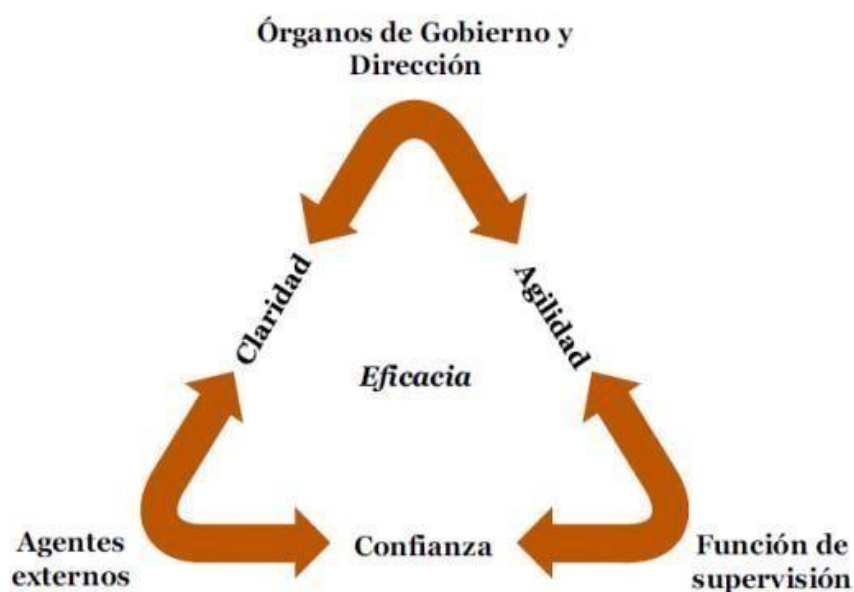 Órganos de Gobierno y
Dirección
Claridad
Agilidad
Eficacia
Agentes
externos
Confianza
Función de
supervisión